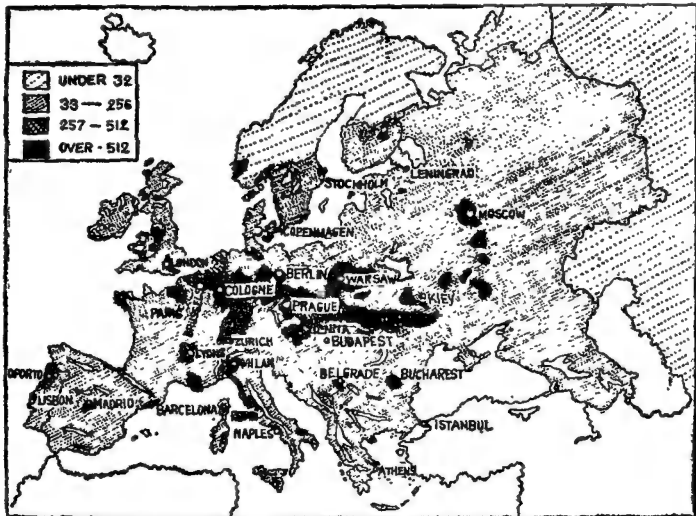 UNDER 32
33 — 256
257 - 512
OVER - 512
STOCKHOLM
LENINGRAD
MOSCOW
COPENHAGEN
LONDON
BERLIN
WARSAW
COLOGNE
KIEV
PRAGUE
PARIS
VIENNA
ZURICH
BUDAPEST
LYONS
MILAN
OPORTO
BELGRADE
BUCHAREST
LISBON
MADRID
BARCELONA
ISTANBUL
NAPLES
ATHENS